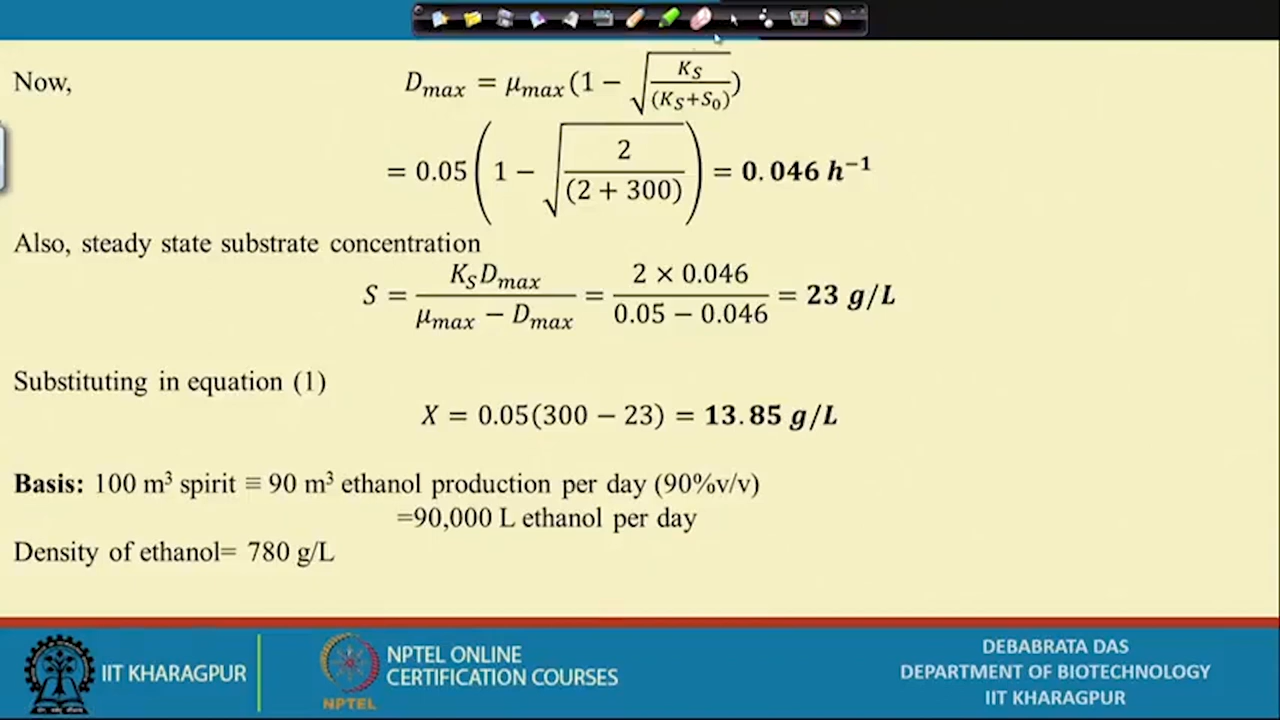 Now,
D_max = μ_max(1 − √(K_S/(K_S+S_0)))
= 0.05(1 − √(2/(2 + 300))) = 0.046 h⁻¹
Also, steady state substrate concentration
S = K_S D_max/(μ_max − D_max) = (2 × 0.046)/(0.05 − 0.046) = 23 g/L
Substituting in equation (1)
X = 0.05(300 − 23) = 13.85 g/L
Basis: 100 m³ spirit ≡ 90 m³ ethanol production per day (90%v/v)
=90,000 L ethanol per day
Density of ethanol= 780 g/L
IIT KHARAGPUR
NPTEL
NPTEL ONLINE
CERTIFICATION COURSES
DEBABRATA DAS
DEPARTMENT OF BIOTECHNOLOGY
IIT KHARAGPUR